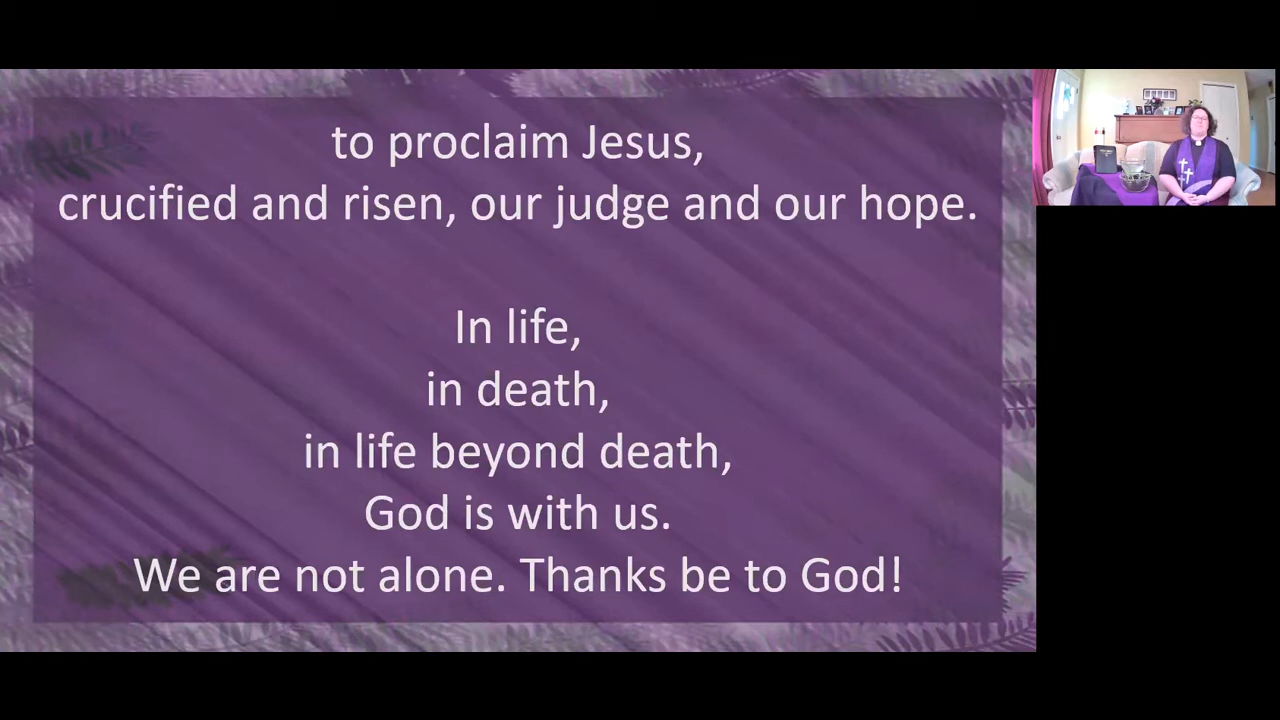 to proclaim Jesus,
crucified and risen, our judge and our hope.
In life,
in death,
in life beyond death,
God is with us.
We are not alone. Thanks be to God!